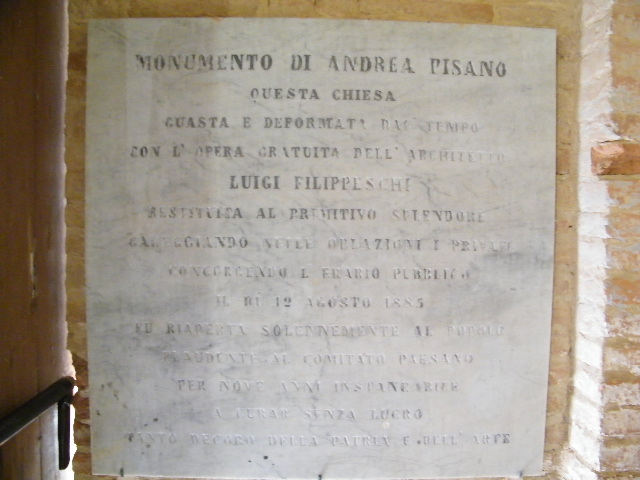 MONUMENTO DI ANDREA PISANO
QUESTA CHIESA
GUASTA E DEFORMATA DAL TEMPO
CON L'OPERA GRATUITA DELL'ARCHITETTO
LUIGI FILIPPESCHI
RESTITUITA AL PRIMITIVO SPLENDORE
GAREGGIANDO NELLE OBLAZIONI I PRIVATI
CONCORRENDO L'ERARIO PUBBLICO
IL DÌ 12 AGOSTO 1885
FU RIAPERTA SOLENNEMENTE AL POPOLO
PLAUDENTE AL COMITATO PAESANO
PER NOVE ANNI INSTANCABILE
A CURAR SENZA LUCRO
TANTO DECORO DELLA PATRIA E DELL'ARTE